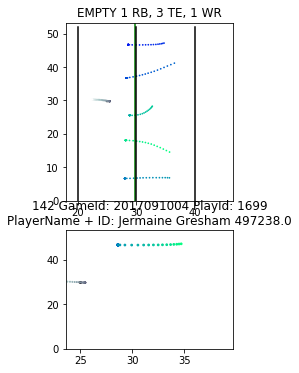 EMPTY 1 RB, 3 TE, 1 WR
50
40
30
20
10
0
20 30 40
142 GameId: 2017091004 PlayId: 1699
PlayerName + ID: Jermaine Gresham 497238.0
40
20
0
25 30 35